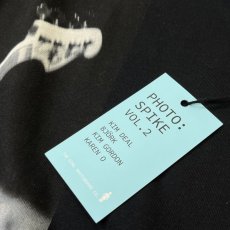 PHOTO:
SPIKE
VOL.2
KIM DEAL
BJÖRK
KIM GORDON
KAREN O